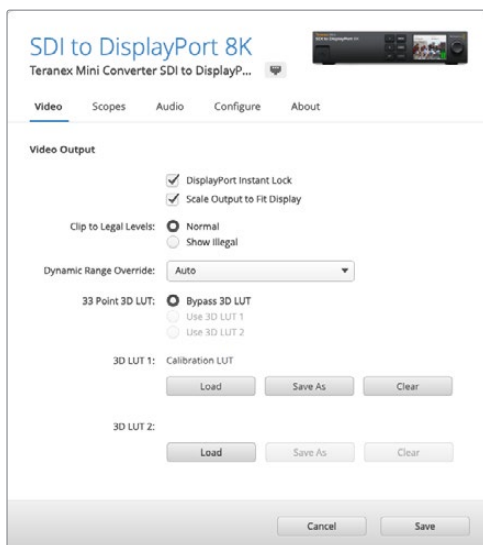 SDI to DisplayPort 8K
Teranex Mini Converter SDI to DisplayP...
Video Scopes Audio Configure About
Video Output
DisplayPort Instant Lock
Scale Output to Fit Display
Clip to Legal Levels: Normal
Show Illegal
Dynamic Range Override: Auto
33 Point 3D LUT: Bypass 3D LUT
Use 3D LUT 1
Use 3D LUT 2
3D LUT 1: Calibration LUT
Load Save As Clear
3D LUT 2:
Load Save As Clear
Cancel Save